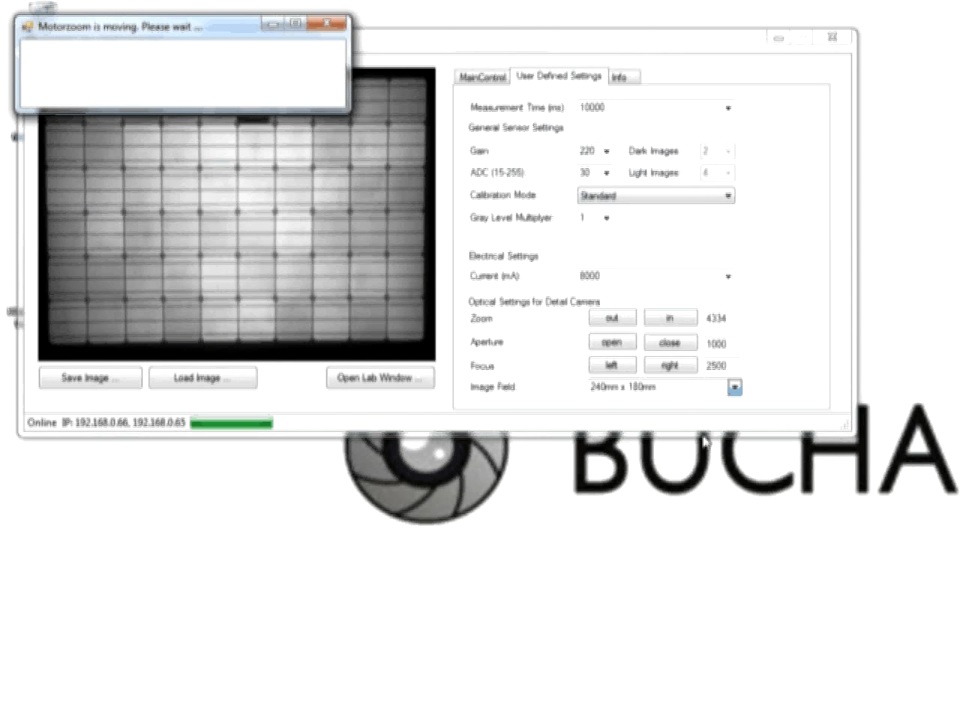 Motorzoom is moving. Please wait ...
MainControl User Defined Settings Info
Measurement Time (ms) 10000
General Sensor Settings
Gain 220 Dark Images 2
ADC (15-255) 30 Light Images 4
Calibration Mode Standard
Gray Level Multiplyer 1
Electrical Settings
Current (mA) 8000
Optical Settings for Detail Camera
Zoom out in 4334
Aperture open close 1000
Focus left right 2500
Image Field 240mm x 180mm
Save Image ... Load Image ... Open Lab Window ...
Online IP: 192.168.0.66, 192.168.0.65
BUCHA